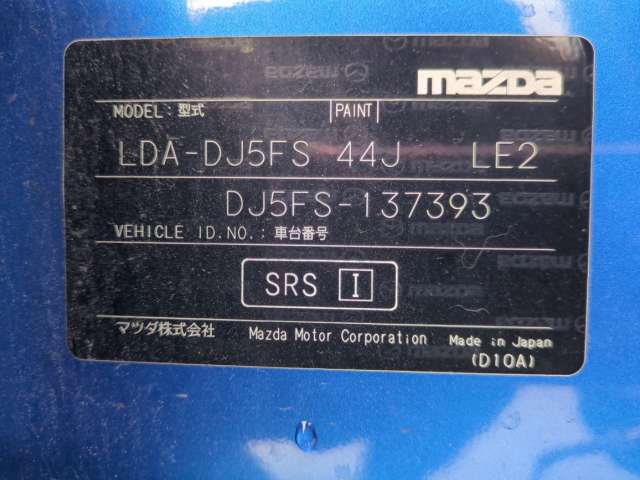 mazda
MODEL: 型式 PAINT
LDA-DJ5FS 44J LE2
DJ5FS-137393
VEHICLE ID.NO.: 車台番号
SRS I
マツダ株式会社 Mazda Motor Corporation Made in Japan
(D10A)